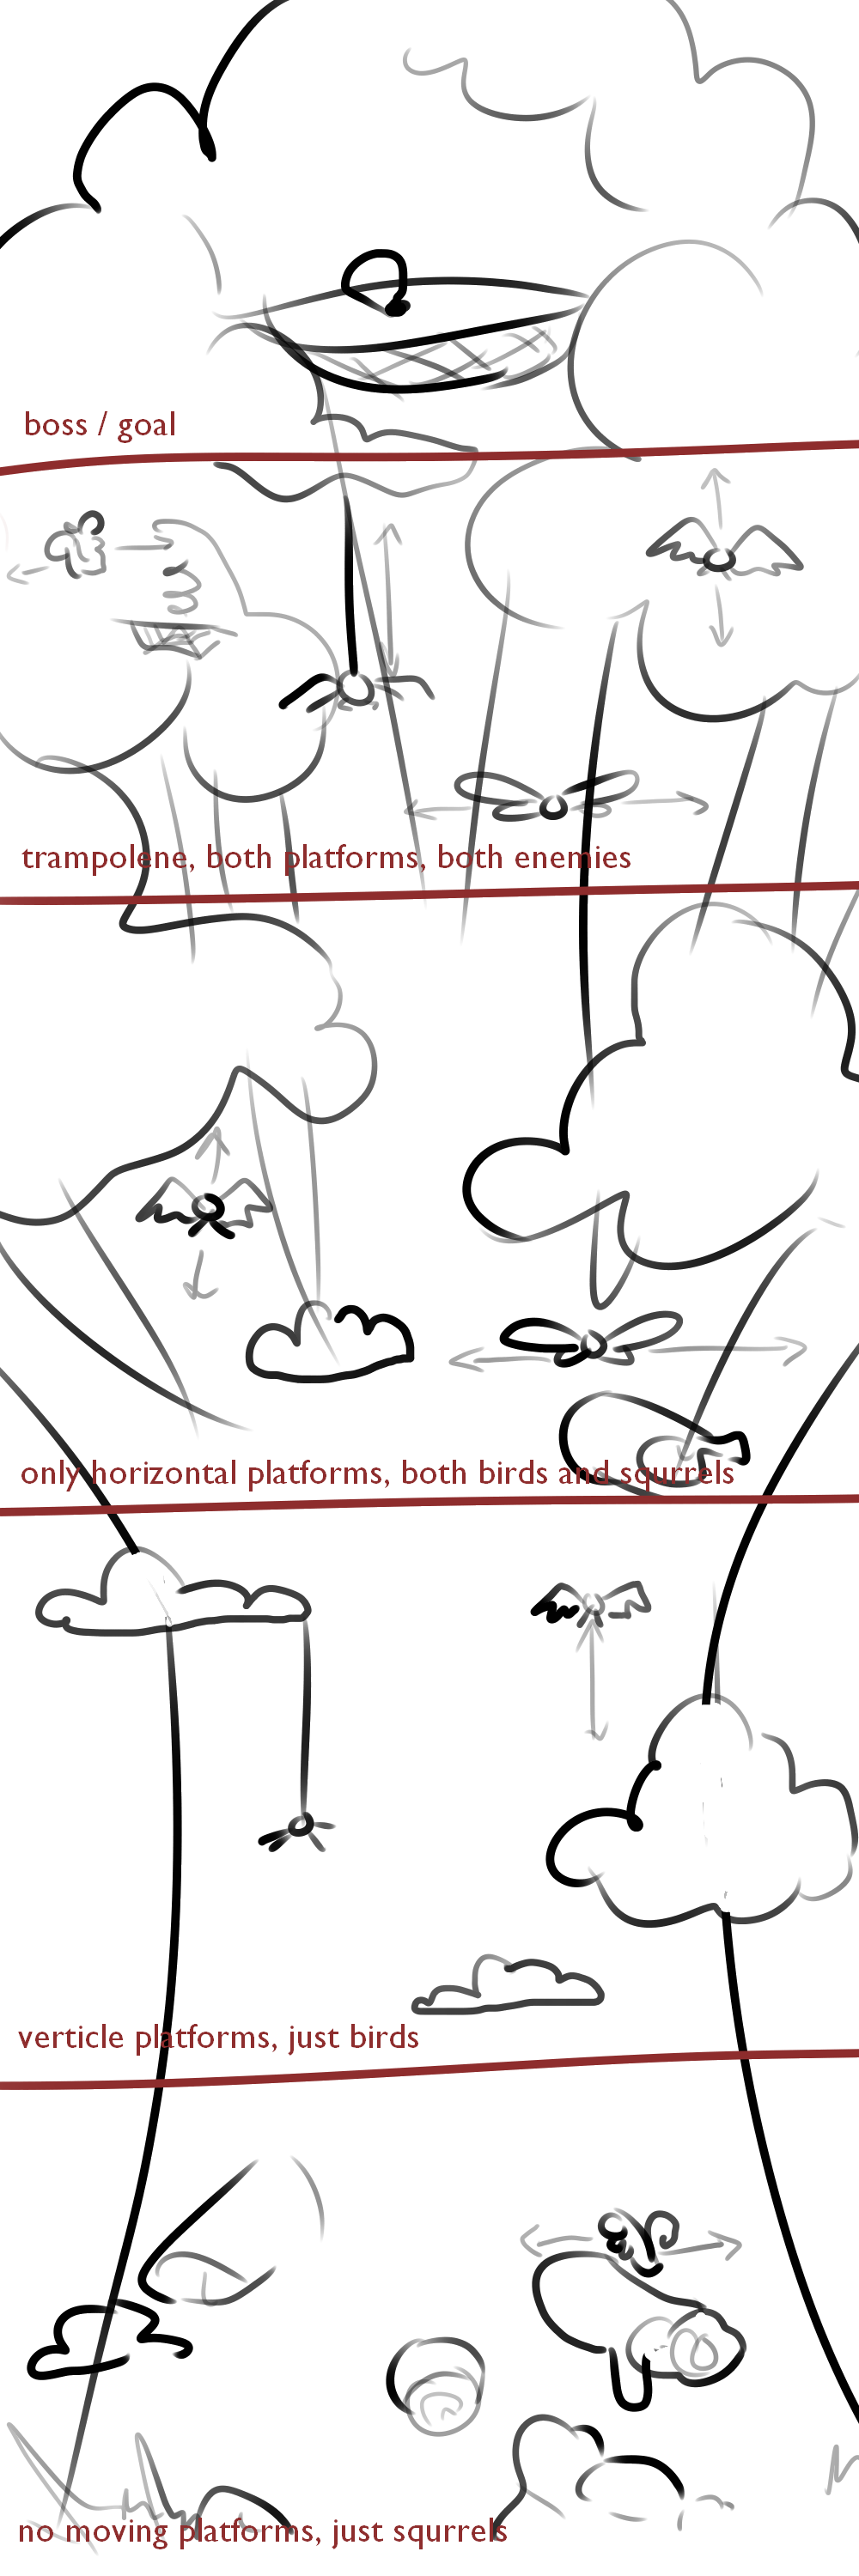 boss / goal
trampolene, both platforms, both enemies
only horizontal platforms, both birds and squrrels
verticle platforms, just birds
no moving platforms, just squrrels